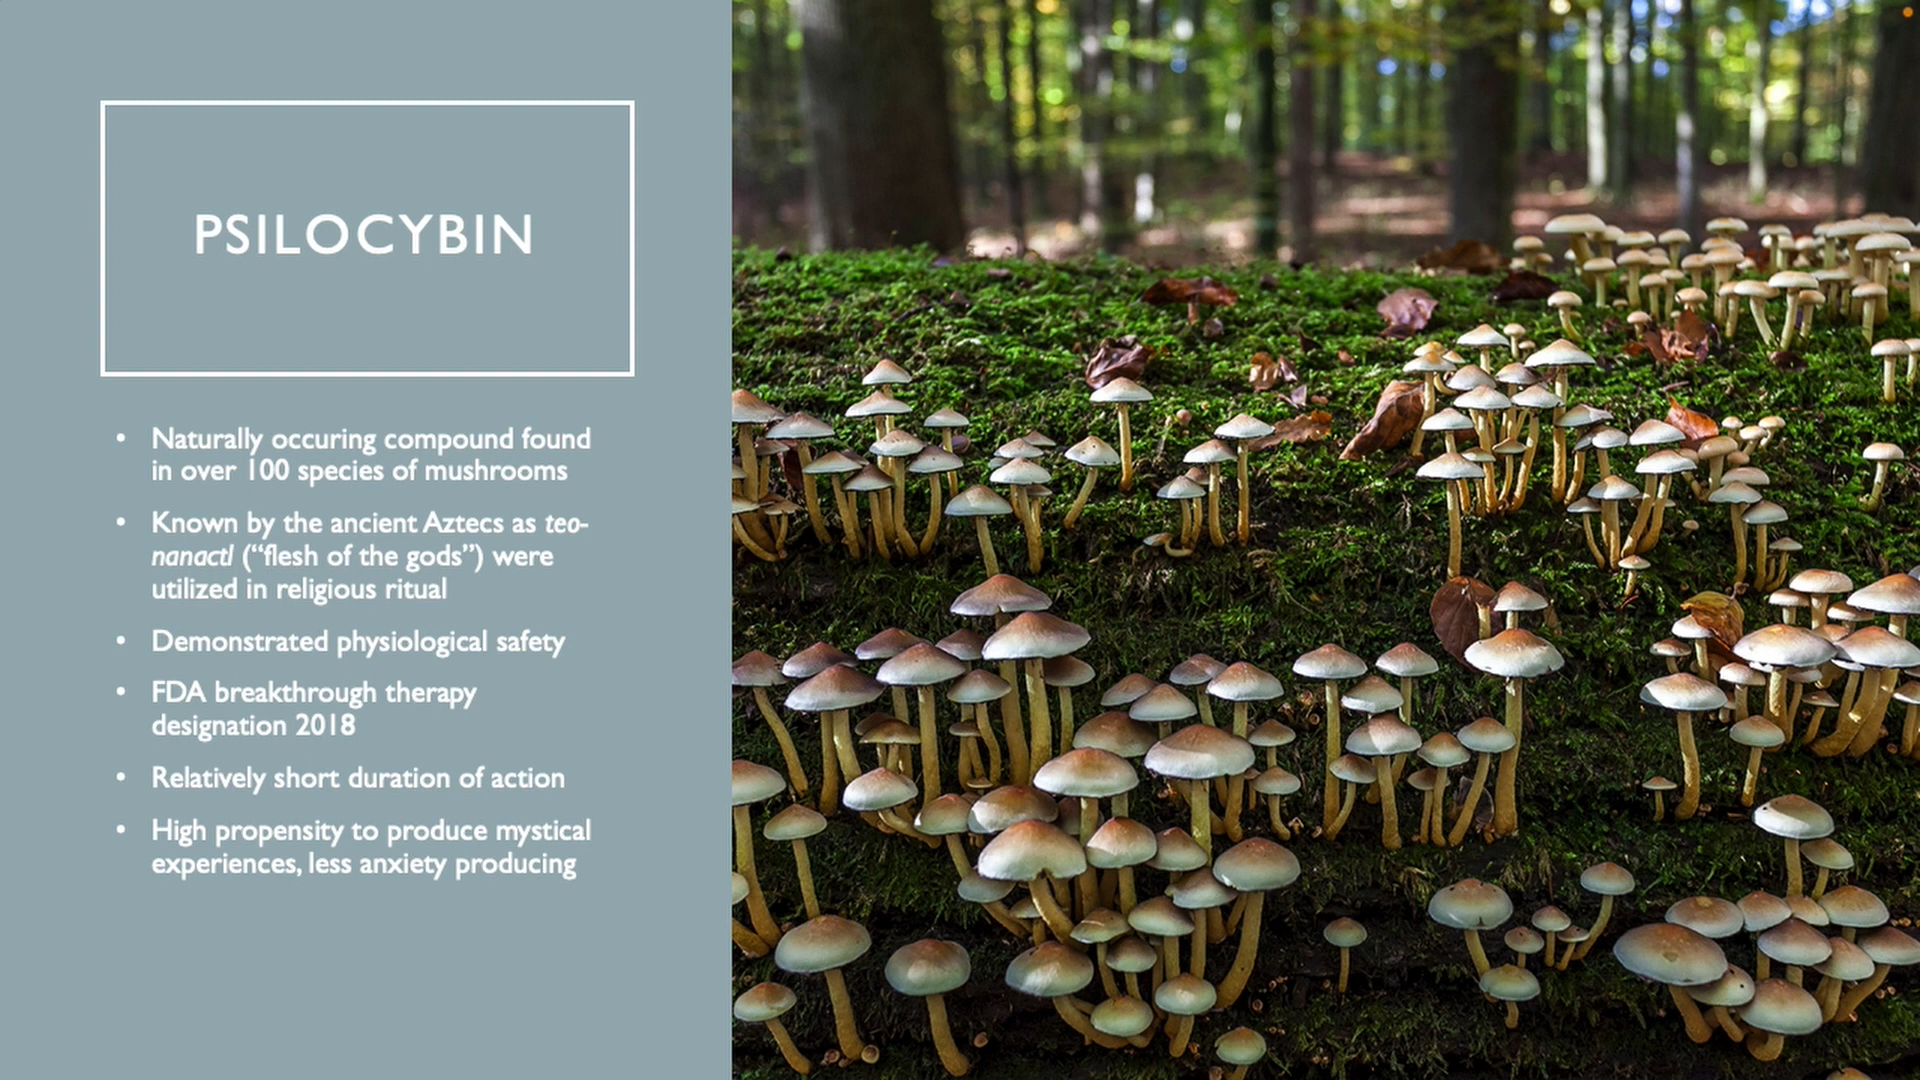 PSILOCYBIN
• Naturally occuring compound found
in over 100 species of mushrooms
• Known by the ancient Aztecs as teo-
nanactl (“flesh of the gods”) were
utilized in religious ritual
• Demonstrated physiological safety
• FDA breakthrough therapy
designation 2018
• Relatively short duration of action
• High propensity to produce mystical
experiences, less anxiety producing